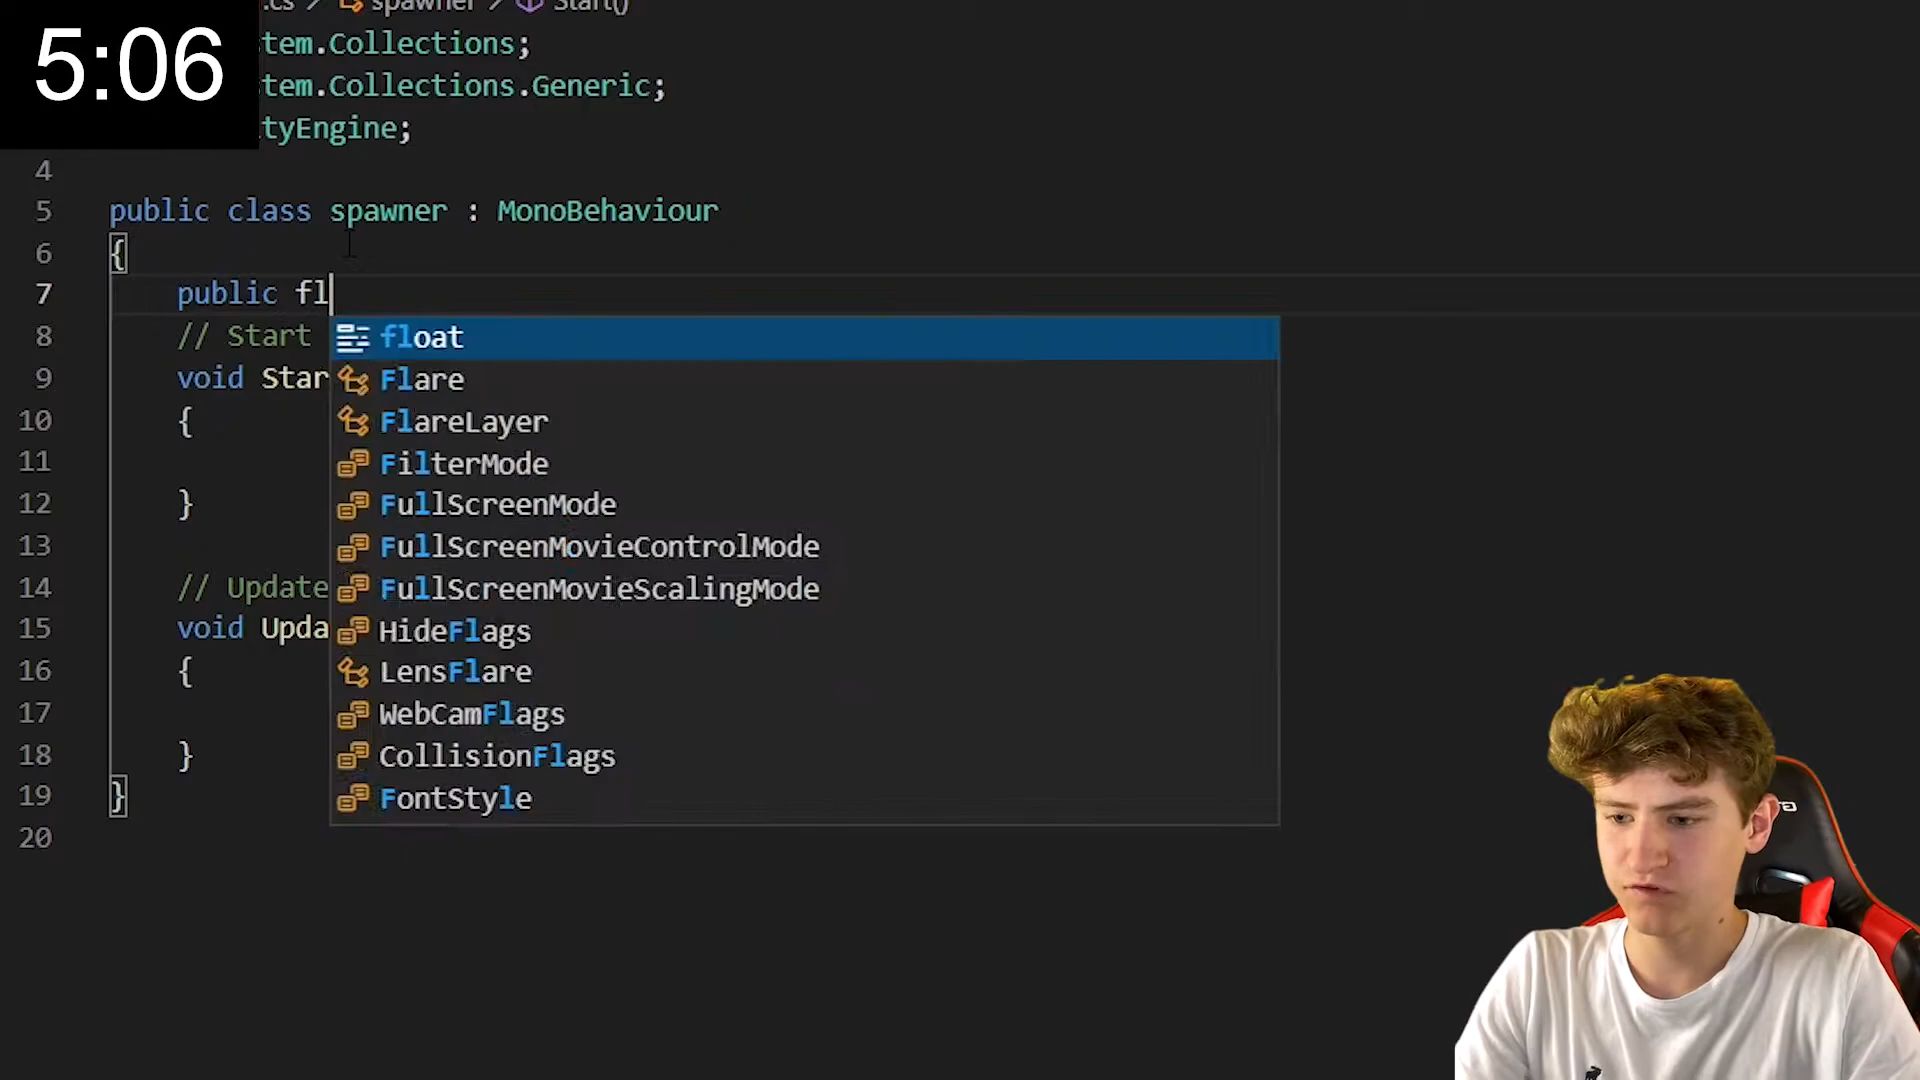 .cs > spawner > Start()
5:06
tem.Collections;
tem.Collections.Generic;
tyEngine;
4
5 public class spawner : MonoBehaviour
6 {
7 public fl
8 // Start
float
9 void Star
Flare
10 {
FlareLayer
11
FilterMode
12 }
FullScreenMode
13
FullScreenMovieControlMode
14 // Update
FullScreenMovieScalingMode
15 void Upda
HideFlags
16 {
LensFlare
17
WebCamFlags
18 }
CollisionFlags
19 }
FontStyle
20